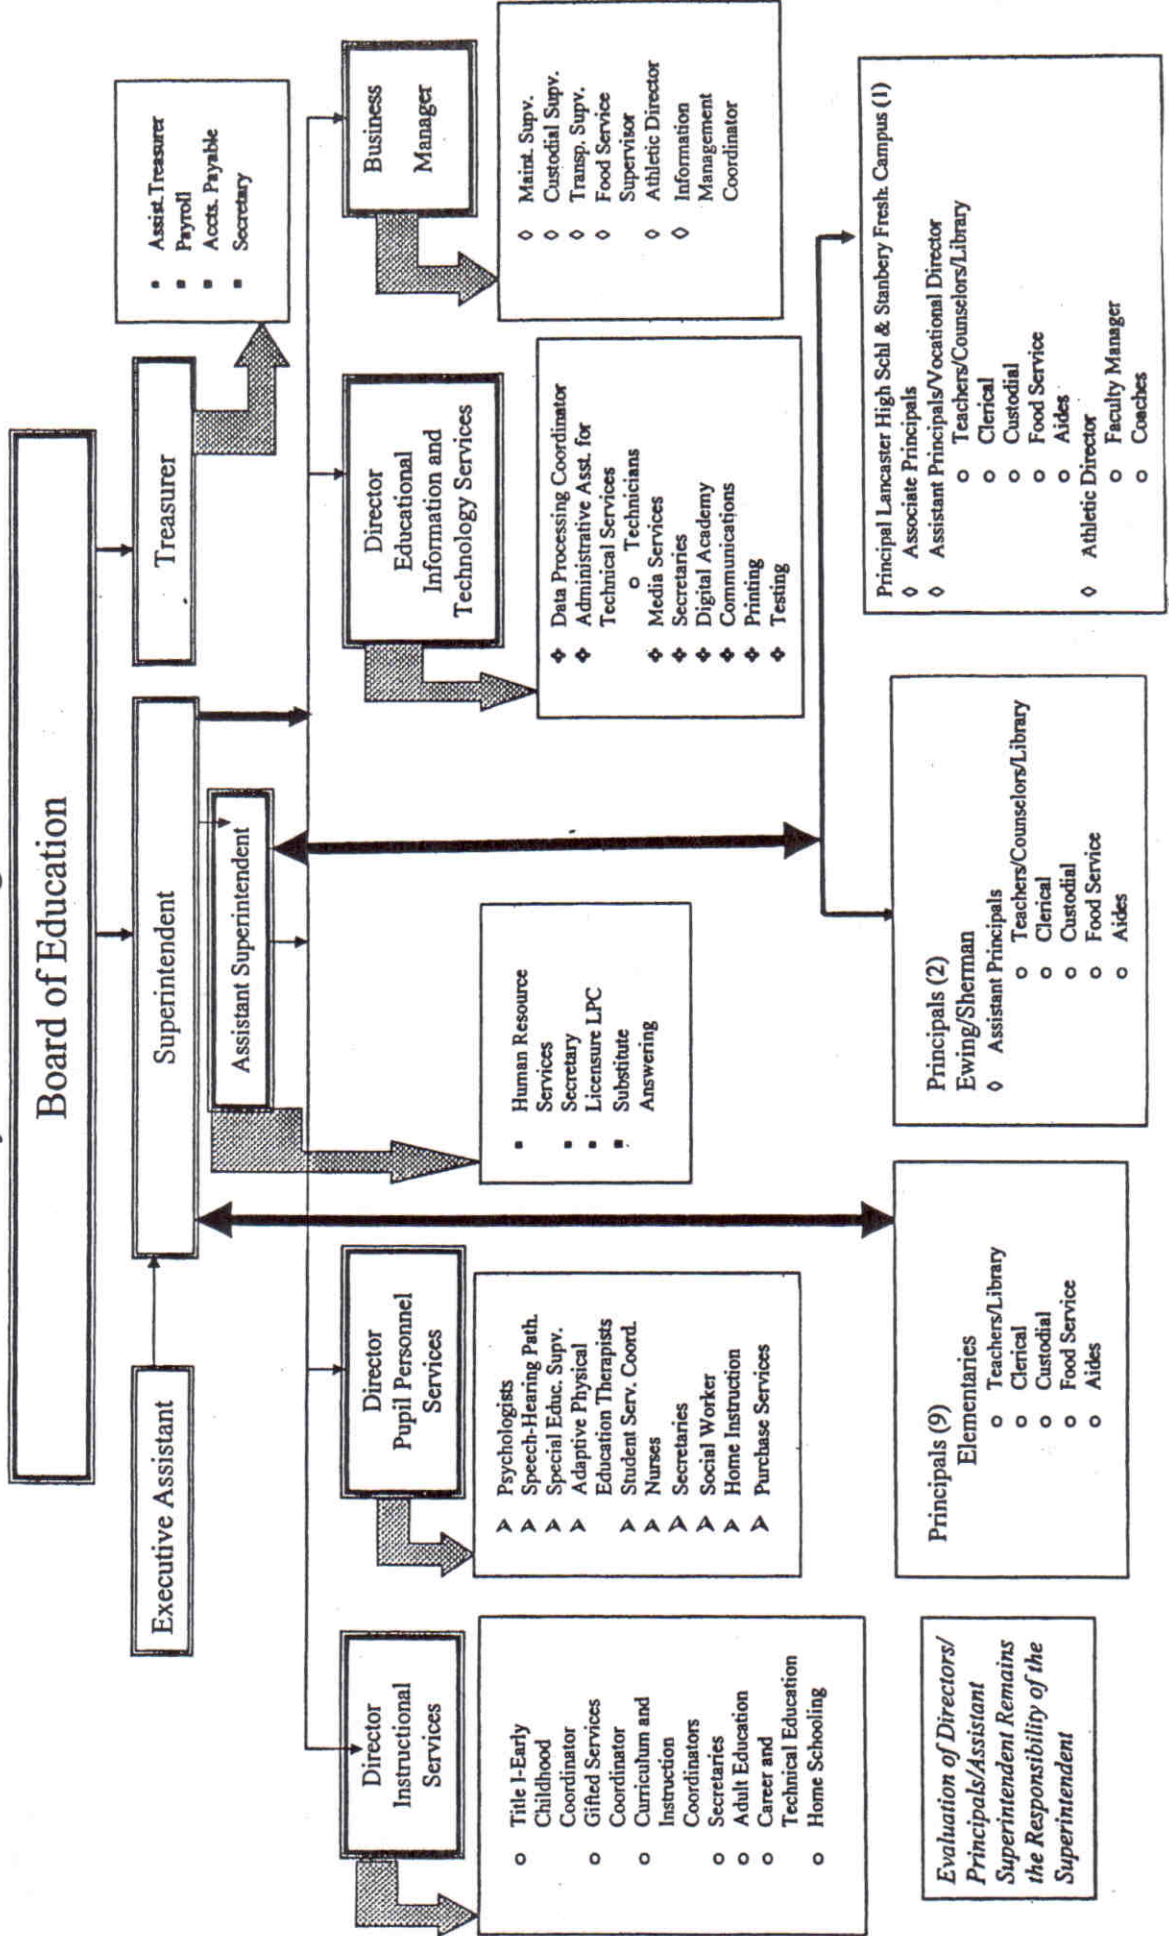 Board of Education
Executive Assistant
Superintendent
Treasurer
▪ Assist. Treasurer
▪ Payroll
▪ Accts. Payable
▪ Secretary
Assistant Superintendent
Director
Instructional
Services
Director
Pupil Personnel
Services
Director
Educational
Information and
Technology Services
Business
Manager
○ Title I-Early
Childhood
Coordinator
○ Gifted Services
Coordinator
○ Curriculum and
Instruction
Coordinators
○ Secretaries
○ Adult Education
○ Career and
Technical Education
○ Home Schooling
➢ Psychologists
➢ Speech-Hearing Path.
➢ Special Educ. Supv.
➢ Adaptive Physical
Education Therapists
➢ Student Serv. Coord.
➢ Nurses
➢ Secretaries
➢ Social Worker
➢ Home Instruction
➢ Purchase Services
▪ Human Resource
Services
▪ Secretary
▪ Licensure LPC
▪ Substitute
Answering
❖ Data Processing Coordinator
❖ Administrative Asst. for
Technical Services
○ Technicians
❖ Media Services
❖ Secretaries
❖ Digital Academy
❖ Communications
❖ Printing
❖ Testing
◊ Maint. Supv.
◊ Custodial Supv.
◊ Transp. Supv.
◊ Food Service
Supervisor
◊ Athletic Director
◊ Information
Management
Coordinator
Evaluation of Directors/
Principals/Assistant
Superintendent Remains
the Responsibility of the
Superintendent
Principals (9)
Elementaries
○ Teachers/Library
○ Clerical
○ Custodial
○ Food Service
○ Aides
Principals (2)
Ewing/Sherman
◊ Assistant Principals
○ Teachers/Counselors/Library
○ Clerical
○ Custodial
○ Food Service
○ Aides
Principal Lancaster High Schl & Stanbery Fresh. Campus (1)
◊ Associate Principals
◊ Assistant Principals/Vocational Director
○ Teachers/Counselors/Library
○ Clerical
○ Custodial
○ Food Service
○ Aides
◊ Athletic Director
○ Faculty Manager
○ Coaches